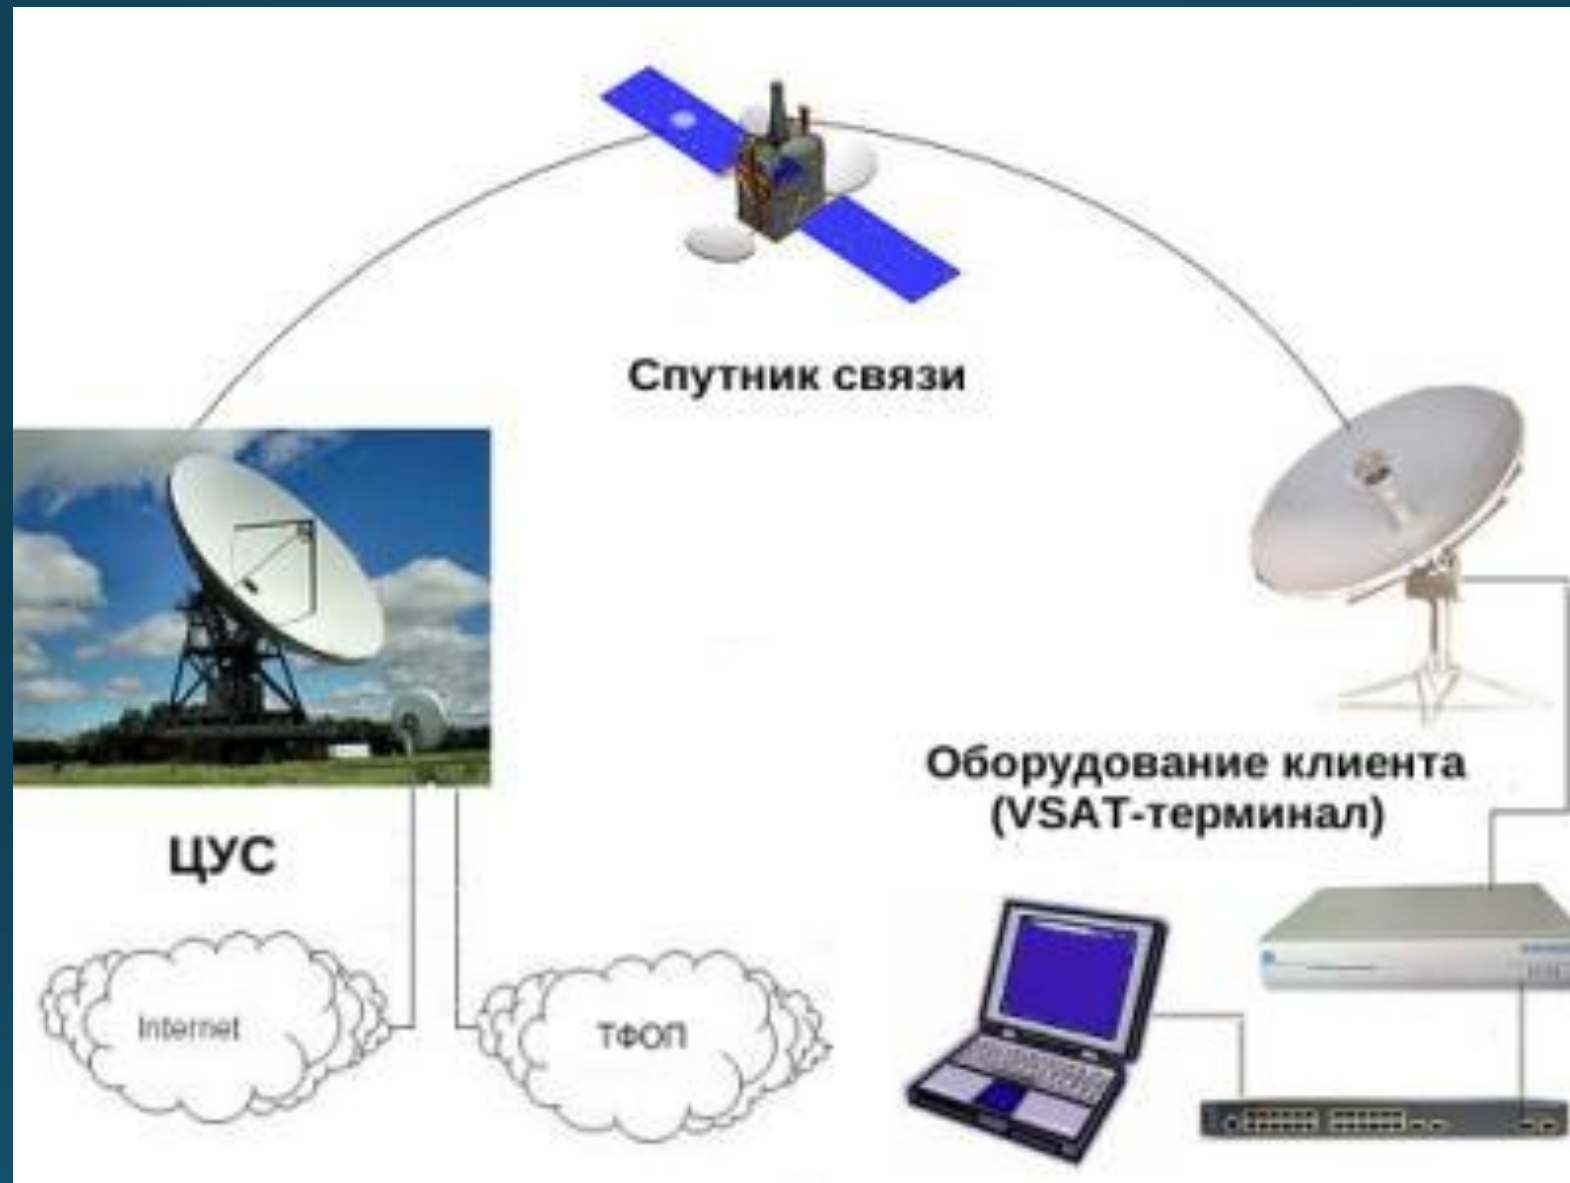 Спутник связи
Оборудование клиента
(VSAT-терминал)
ЦУС
Internet
ТФОП